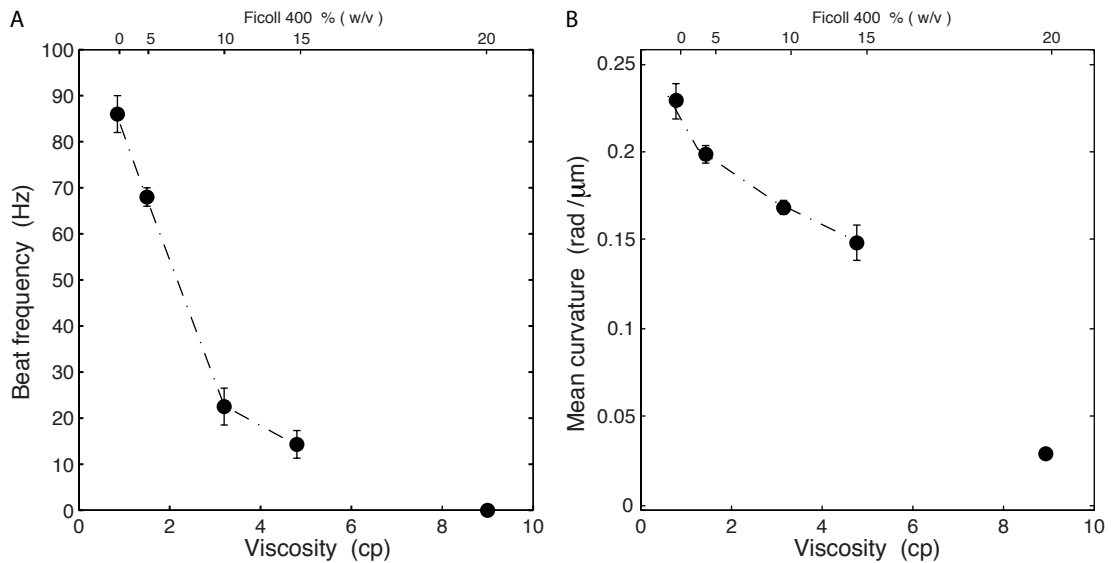 A
Ficoll 400 % ( w/v )
0 5 10 15 20
100
90
80
70
60
50
40
30
20
10
0
Beat frequency (Hz)
0 2 4 6 8 10
Viscosity (cp)
B
Ficoll 400 % ( w/v )
0 5 10 15 20
0.25
0.2
0.15
0.1
0.05
0
Mean curvature (rad /μm)
0 2 4 6 8 10
Viscosity (cp)